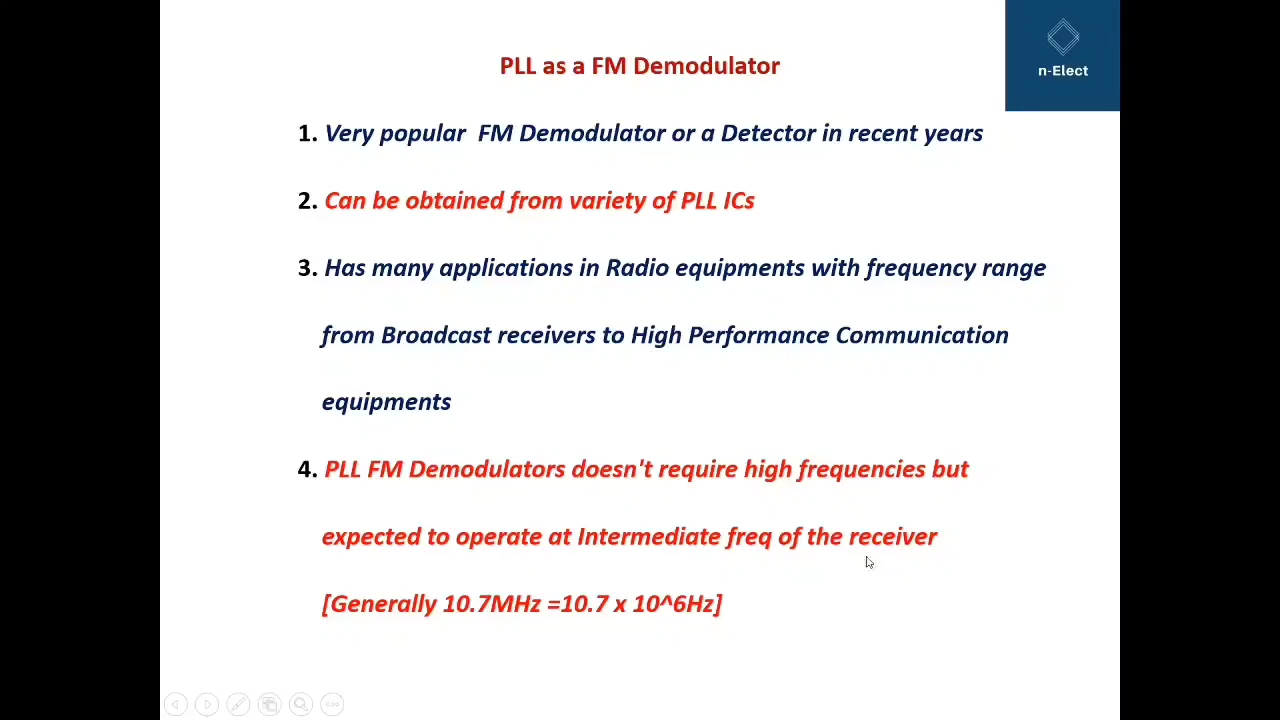 n-Elect
PLL as a FM Demodulator
1. Very popular  FM Demodulator or a Detector in recent years
2. Can be obtained from variety of PLL ICs
3. Has many applications in Radio equipments with frequency range
from Broadcast receivers to High Performance Communication
equipments
4. PLL FM Demodulators doesn't require high frequencies but
expected to operate at Intermediate freq of the receiver
[Generally 10.7MHz =10.7 x 10^6Hz]